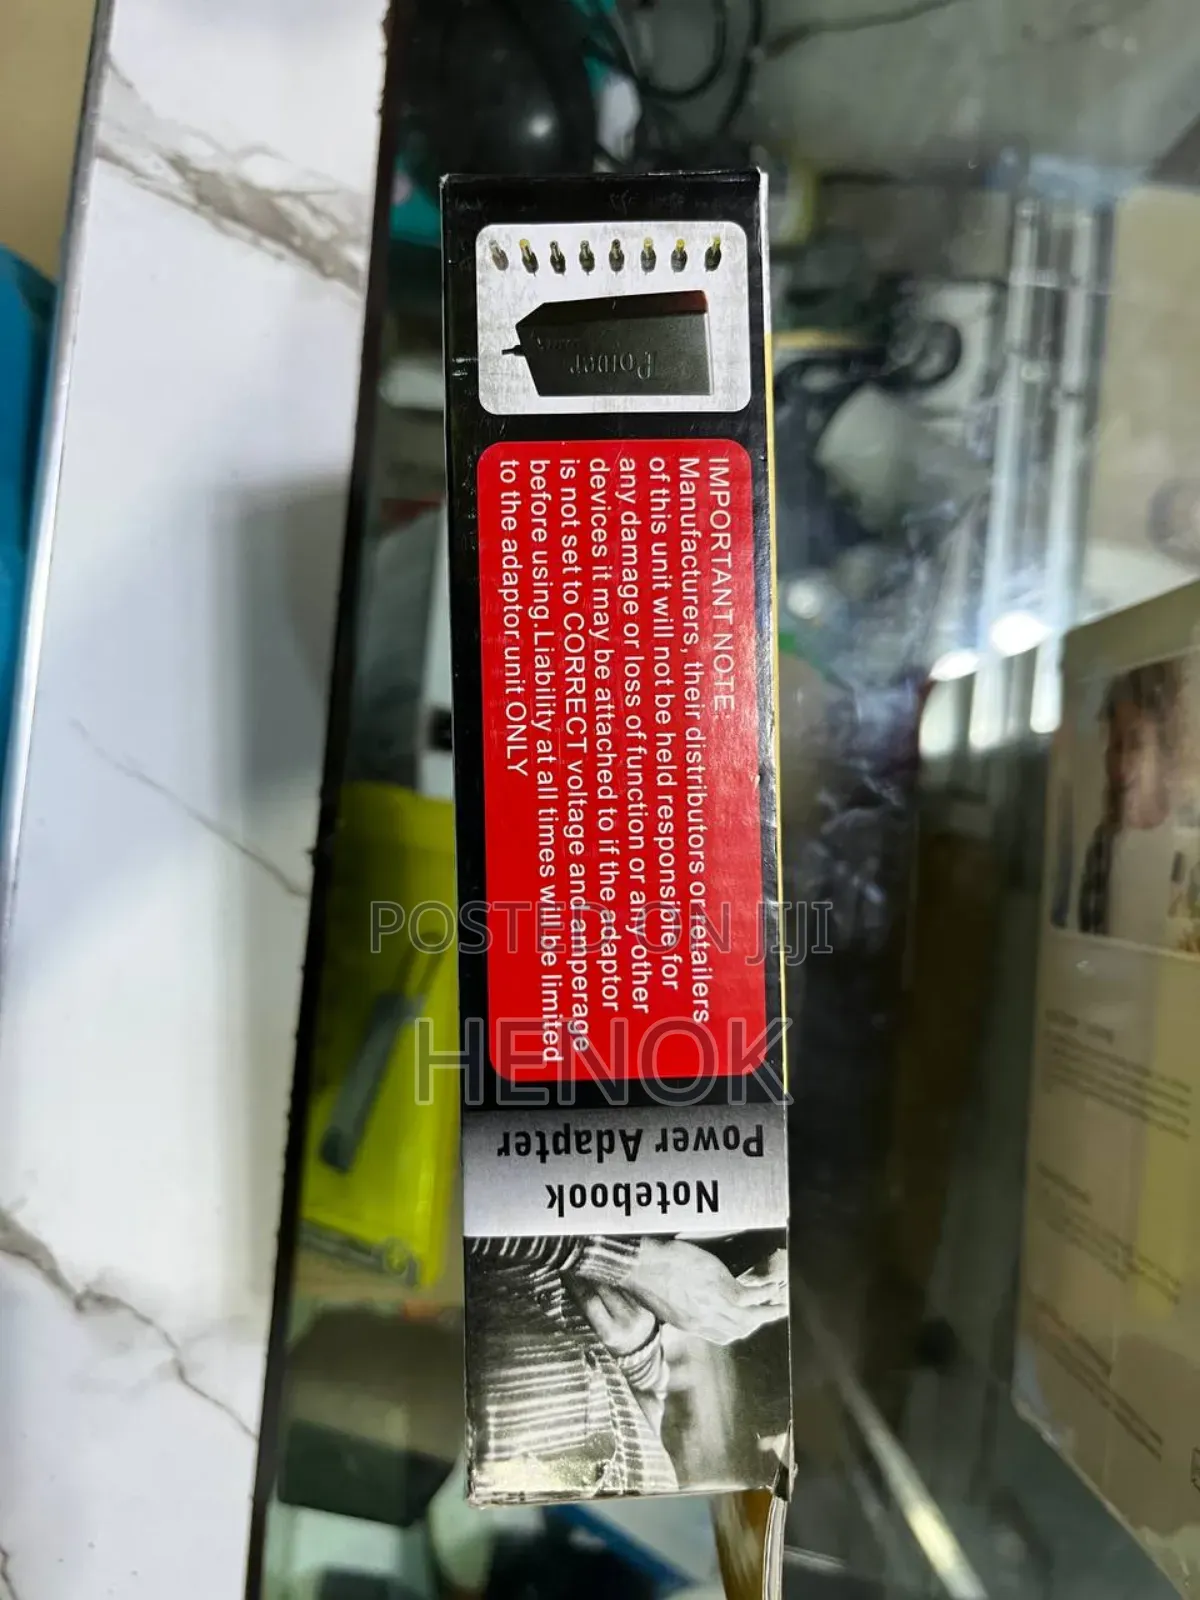 Power
IMPORTANT NOTE:
Manufacturers, their distributors or retailers
of this unit will not be held responsible for
any damage or loss of function or any other
devices it may be attached to if the adaptor
is not set to CORRECT voltage and amperage
before using.Liability at all times will be limited
to the adaptor unit ONLY
Notebook
Power Adapter
POSTED ON JIJI
HENOK